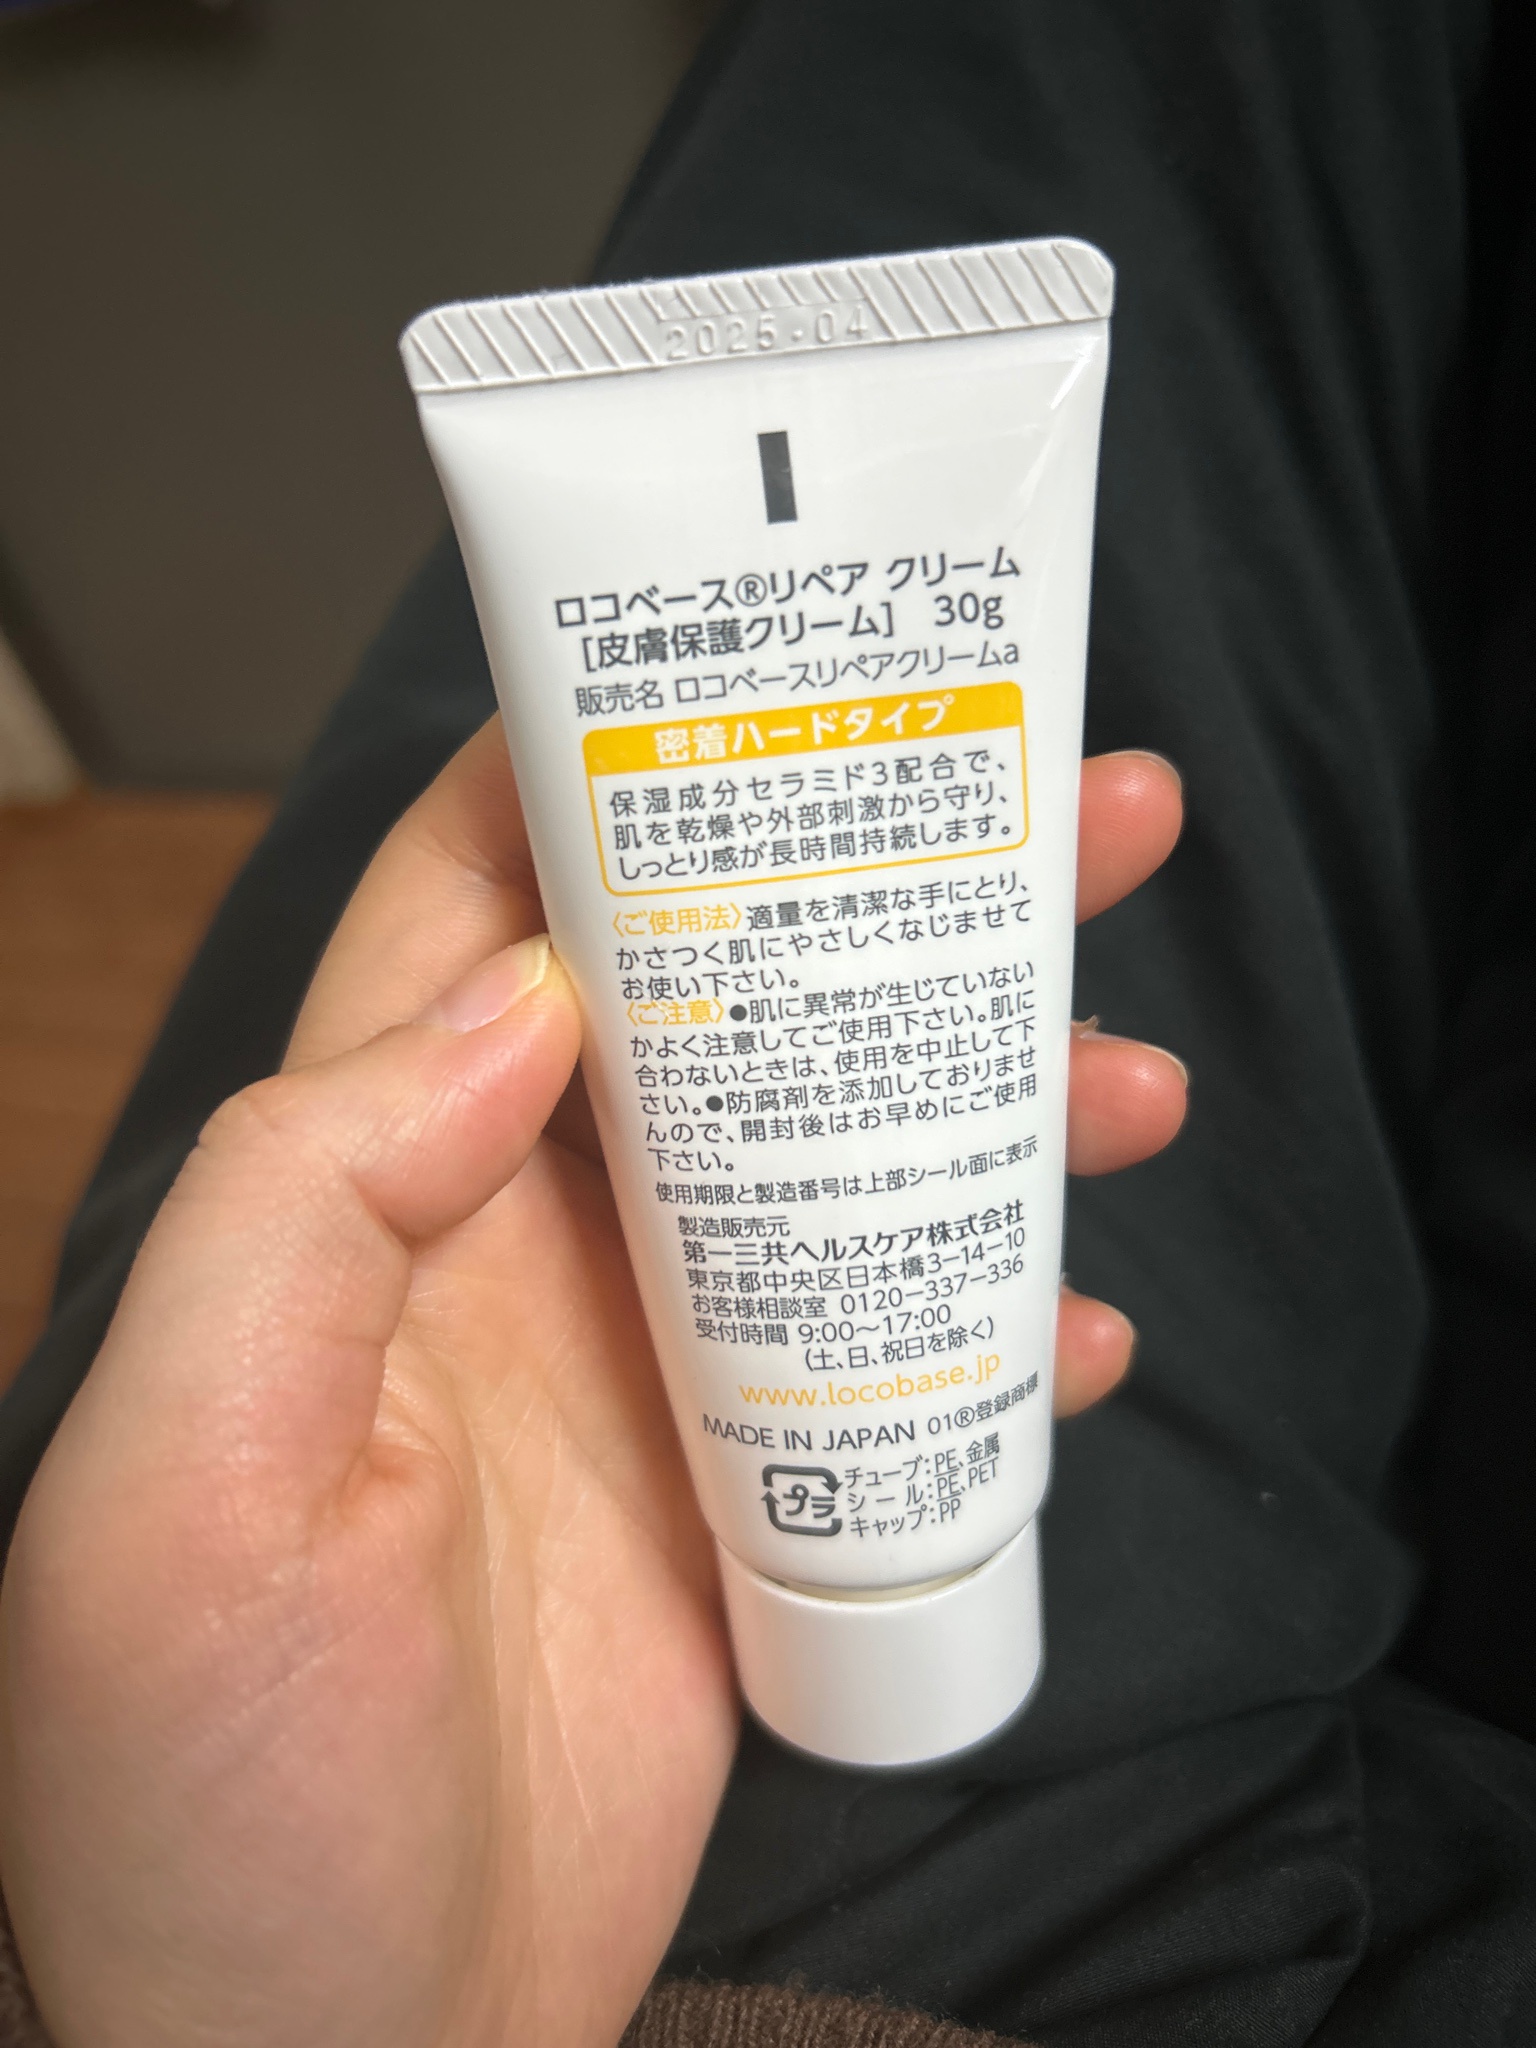 2025.04
ロコベース®リペア クリーム
[皮膚保護クリーム] 30g
販売名 ロコベースリペアクリームa
密着ハードタイプ
保湿成分セラミド3配合で、
肌を乾燥や外部刺激から守り、
しっとり感が長時間持続します。
〈ご使用法〉適量を清潔な手にとり、
かさつく肌にやさしくなじませて
お使い下さい。
〈ご注意〉●肌に異常が生じていない
かよく注意してご使用下さい。肌に
合わないときは、使用を中止して下
さい。●防腐剤を添加しておりませ
んので、開封後はお早めにご使用
下さい。
使用期限と製造番号は上部シール面に表示
製造販売元
第一三共ヘルスケア株式会社
東京都中央区日本橋3-14-10
お客様相談室 0120-337-336
受付時間 9:00~17:00
(土、日、祝日を除く)
www.locobase.jp
MADE IN JAPAN 01®登録商標
プラ
チューブ:PE、金属
シール:PE、PET
キャップ:PP